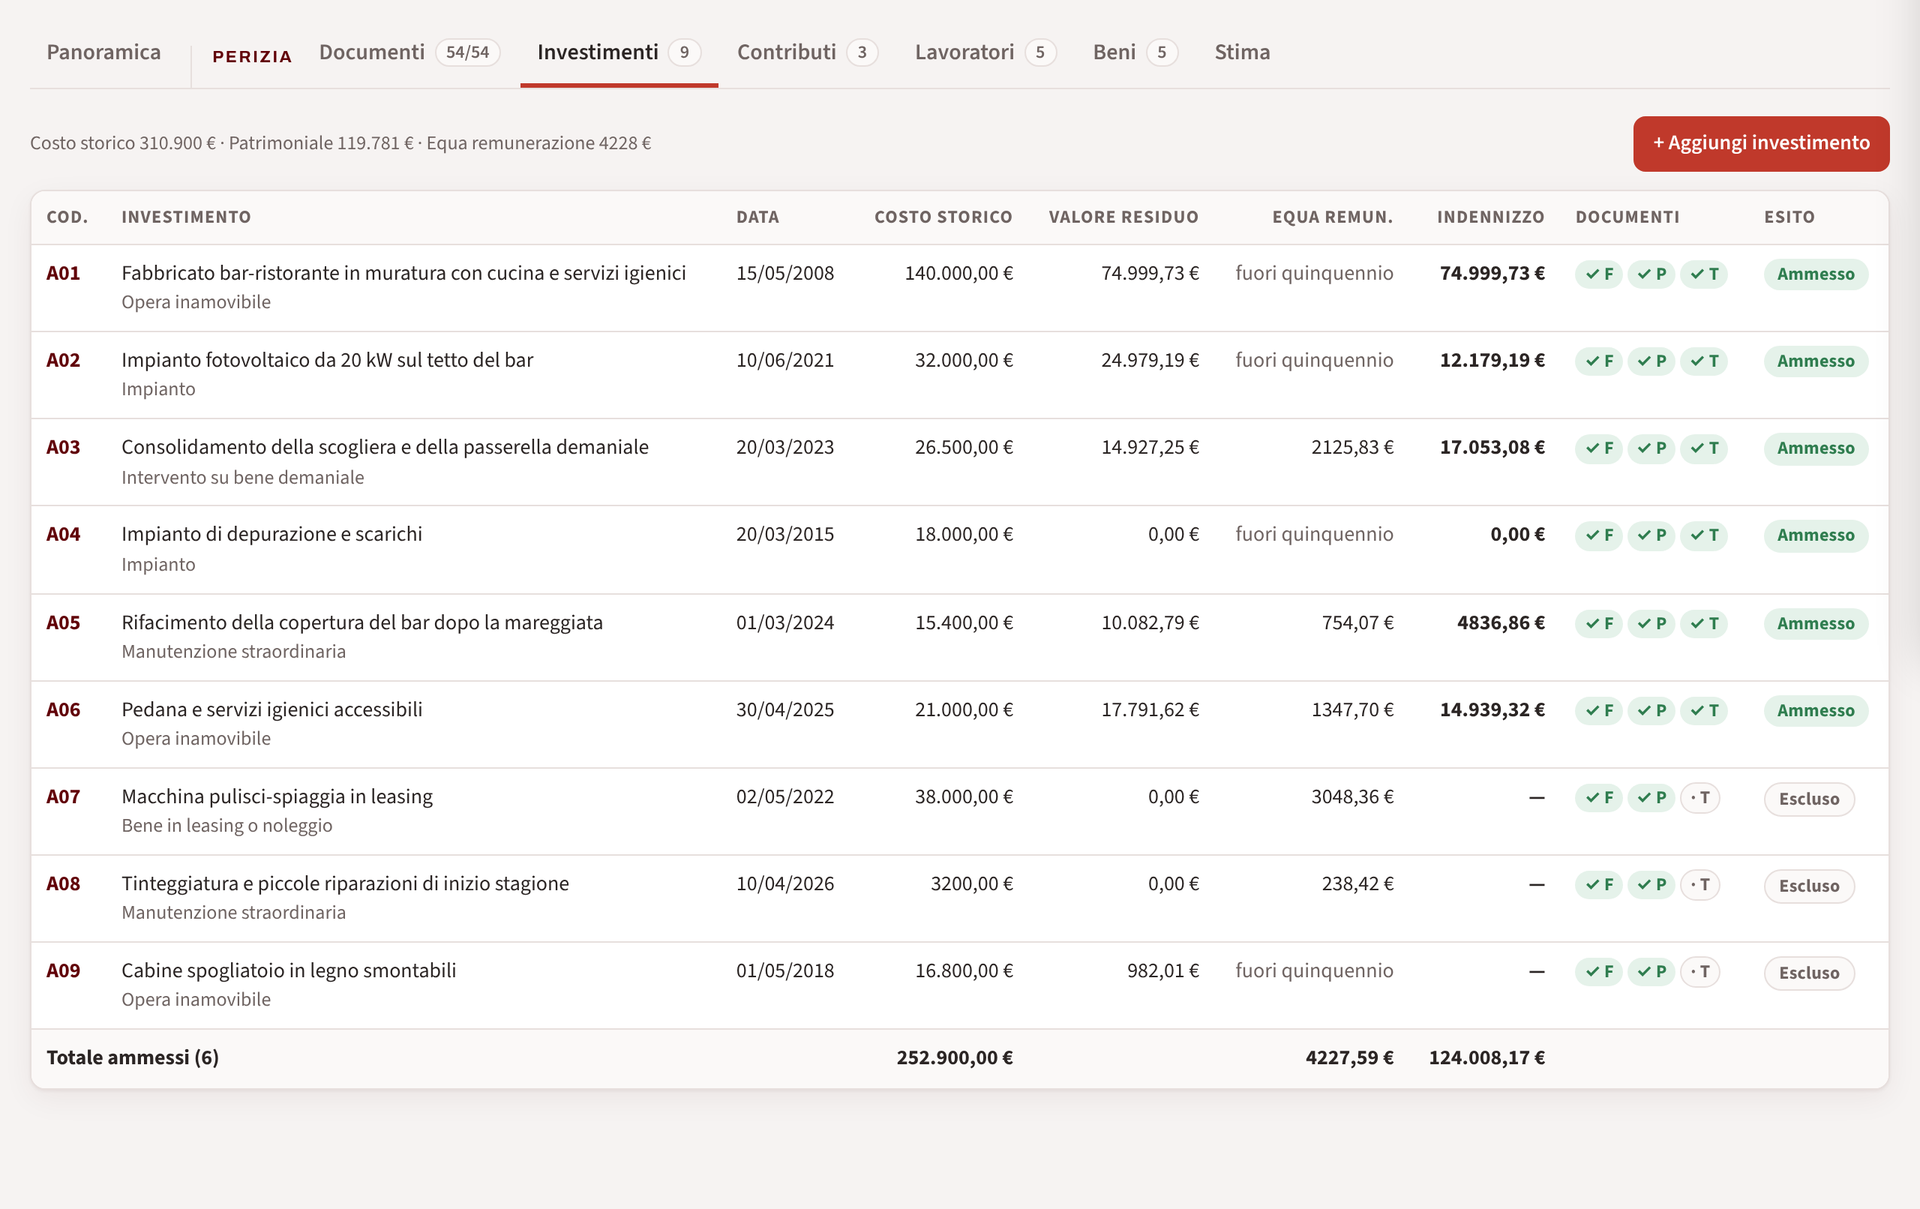 Panoramica PERIZIA Documenti 54/54 Investimenti 9 Contributi 3 Lavoratori 5 Beni 5 Stima
Costo storico 310.900 € · Patrimoniale 119.781 € · Equa remunerazione 4228 €
+ Aggiungi investimento
COD. INVESTIMENTO DATA COSTO STORICO VALORE RESIDUO EQUA REMUN. INDENNIZZO DOCUMENTI ESITO
A01 Fabbricato bar-ristorante in muratura con cucina e servizi igienici 15/05/2008 140.000,00 € 74.999,73 € fuori quinquennio 74.999,73 € ✓ F ✓ P ✓ T Ammesso
Opera inamovibile
A02 Impianto fotovoltaico da 20 kW sul tetto del bar 10/06/2021 32.000,00 € 24.979,19 € fuori quinquennio 12.179,19 € ✓ F ✓ P ✓ T Ammesso
Impianto
A03 Consolidamento della scogliera e della passerella demaniale 20/03/2023 26.500,00 € 14.927,25 € 2125,83 € 17.053,08 € ✓ F ✓ P ✓ T Ammesso
Intervento su bene demaniale
A04 Impianto di depurazione e scarichi 20/03/2015 18.000,00 € 0,00 € fuori quinquennio 0,00 € ✓ F ✓ P ✓ T Ammesso
Impianto
A05 Rifacimento della copertura del bar dopo la mareggiata 01/03/2024 15.400,00 € 10.082,79 € 754,07 € 4836,86 € ✓ F ✓ P ✓ T Ammesso
Manutenzione straordinaria
A06 Pedana e servizi igienici accessibili 30/04/2025 21.000,00 € 17.791,62 € 1347,70 € 14.939,32 € ✓ F ✓ P ✓ T Ammesso
Opera inamovibile
A07 Macchina pulisci-spiaggia in leasing 02/05/2022 38.000,00 € 0,00 € 3048,36 € — ✓ F ✓ P · T Escluso
Bene in leasing o noleggio
A08 Tinteggiatura e piccole riparazioni di inizio stagione 10/04/2026 3200,00 € 0,00 € 238,42 € — ✓ F ✓ P · T Escluso
Manutenzione straordinaria
A09 Cabine spogliatoio in legno smontabili 01/05/2018 16.800,00 € 982,01 € fuori quinquennio — ✓ F ✓ P · T Escluso
Opera inamovibile
Totale ammessi (6) 252.900,00 € 4227,59 € 124.008,17 €